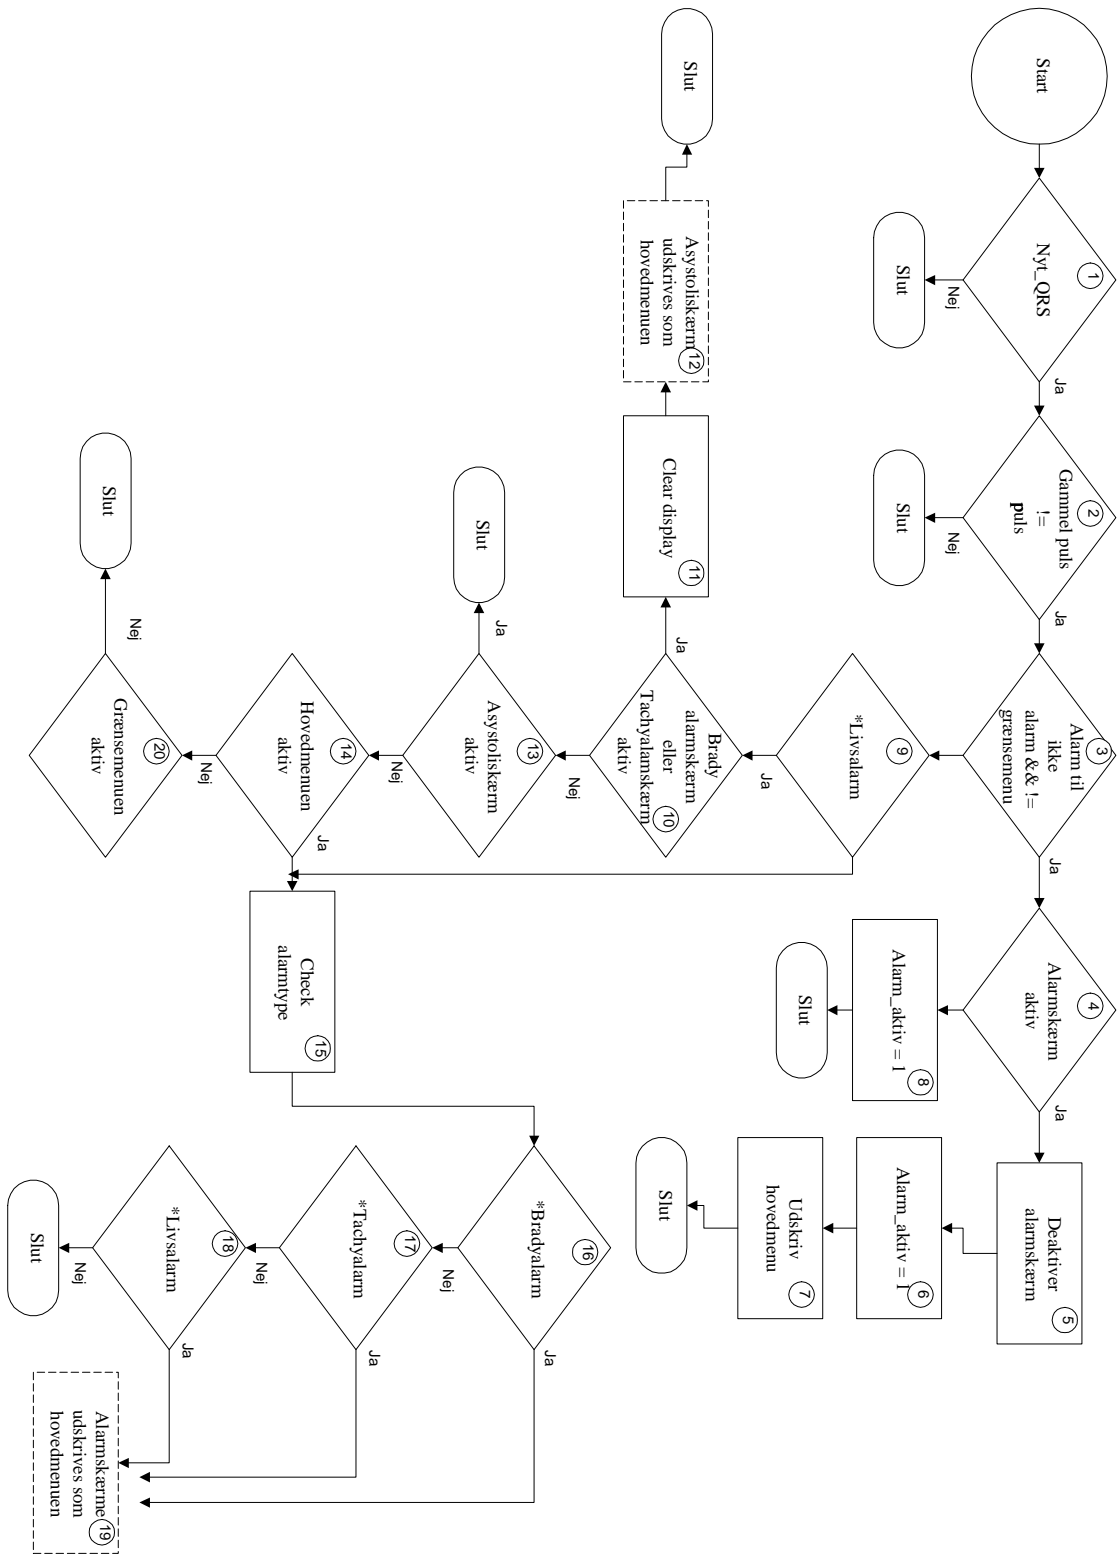 Start
1
Nyt_QRS
Nej
Slut
Ja
2
Gammel puls
!=
puls
Nej
Slut
Ja
3
Alarm til
ikke
alarm && !=
grænsemenu
Ja
4
Alarmskærm
aktiv
Ja
5
Deaktiver
alarmskærm
6
Alarm_aktiv = 1
7
Udskriv
hovedmenu
Slut
8
Alarm_aktiv = 1
Slut
9
*Livsalarm
Ja
10
Brady
alarmskærm
eller
Tachyalamskærm
aktiv
Ja
11
Clear display
12
Asystoliskærm
udskrives som
hovedmenuen
Slut
Nej
13
Asystoliskærm
aktiv
Ja
Slut
Nej
14
Hovedmenuen
aktiv
Ja
Nej
20
Grænsemenuen
aktiv
Nej
Slut
15
Check
alarmtype
16
*Bradyalarm
Ja
Nej
17
*Tachyalarm
Ja
Nej
18
*Livsalarm
Ja
Nej
Slut
19
Alarmskærme
udskrives som
hovedmenuen